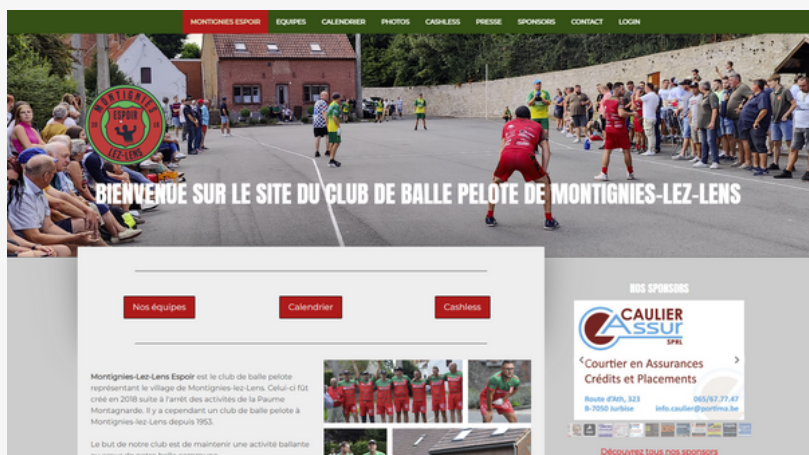 MONTIGNIES ESPOIR EQUIPES CALENDRIER PHOTOS CASHLESS PRESSE SPONSORS CONTACT LOGIN
MONTIGNIES
ESPOIR
LEZ-LENS
BIENVENUE SUR LE SITE DU CLUB DE BALLE PELOTE DE MONTIGNIES-LEZ-LENS
Nos équipes Calendrier Cashless
Montignies-Lez-Lens Espoir est le club de balle pelote
représentant le village de Montignies-lez-Lens. Celui-ci fût
créé en 2018 suite à l'arrêt des activités de la Paume
Montagnarde. Il y a cependant un club de balle pelote à
Montignies-lez-Lens depuis 1953.
Le but de notre club est de maintenir une activité ballante
NOS SPONSORS
CAULIER
ASSUR
SPRL
Courtier en Assurances
Crédits et Placements
Route d'Ath, 323 065/67.77.47
B-7050 Jurbise info.caulier@portima.be
Découvrez tous nos sponsors